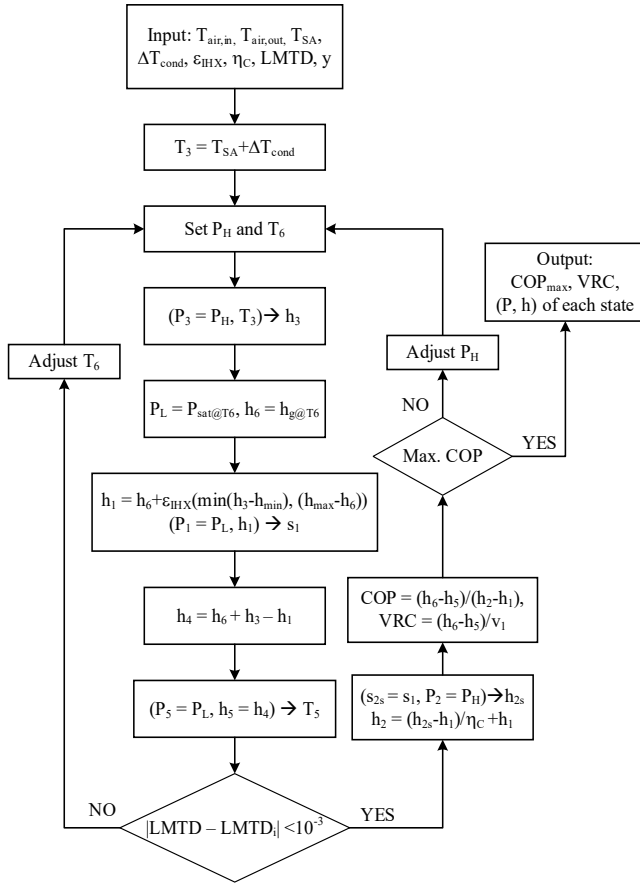 Input: T_air,in, T_air,out, T_SA,
ΔT_cond, ε_IHX, η_C, LMTD, y
T_3 = T_SA+ΔT_cond
Set P_H and T_6
(P_3 = P_H, T_3)→ h_3
P_L = P_sat@T6, h_6 = h_g@T6
h_1 = h_6+ε_IHX(min(h_3-h_min), (h_max-h_6))
(P_1 = P_L, h_1) → s_1
h_4 = h_6 + h_3 – h_1
(P_5 = P_L, h_5 = h_4) → T_5
|LMTD – LMTD_i| <10^-3
NO
Adjust T_6
YES
(s_2s = s_1, P_2 = P_H)→h_2s
h_2 = (h_2s-h_1)/η_C +h_1
COP = (h_6-h_5)/(h_2-h_1),
VRC = (h_6-h_5)/v_1
Max. COP
NO
Adjust P_H
YES
Output:
COP_max, VRC,
(P, h) of each state